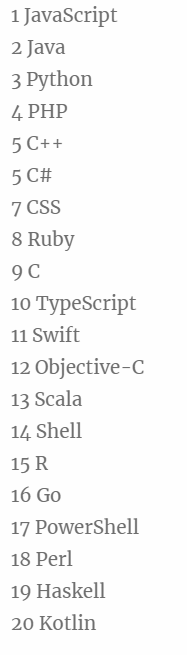 1 JavaScript
2 Java
3 Python
4 PHP
5 C++
5 C#
7 CSS
8 Ruby
9 C
10 TypeScript
11 Swift
12 Objective-C
13 Scala
14 Shell
15 R
16 Go
17 PowerShell
18 Perl
19 Haskell
20 Kotlin